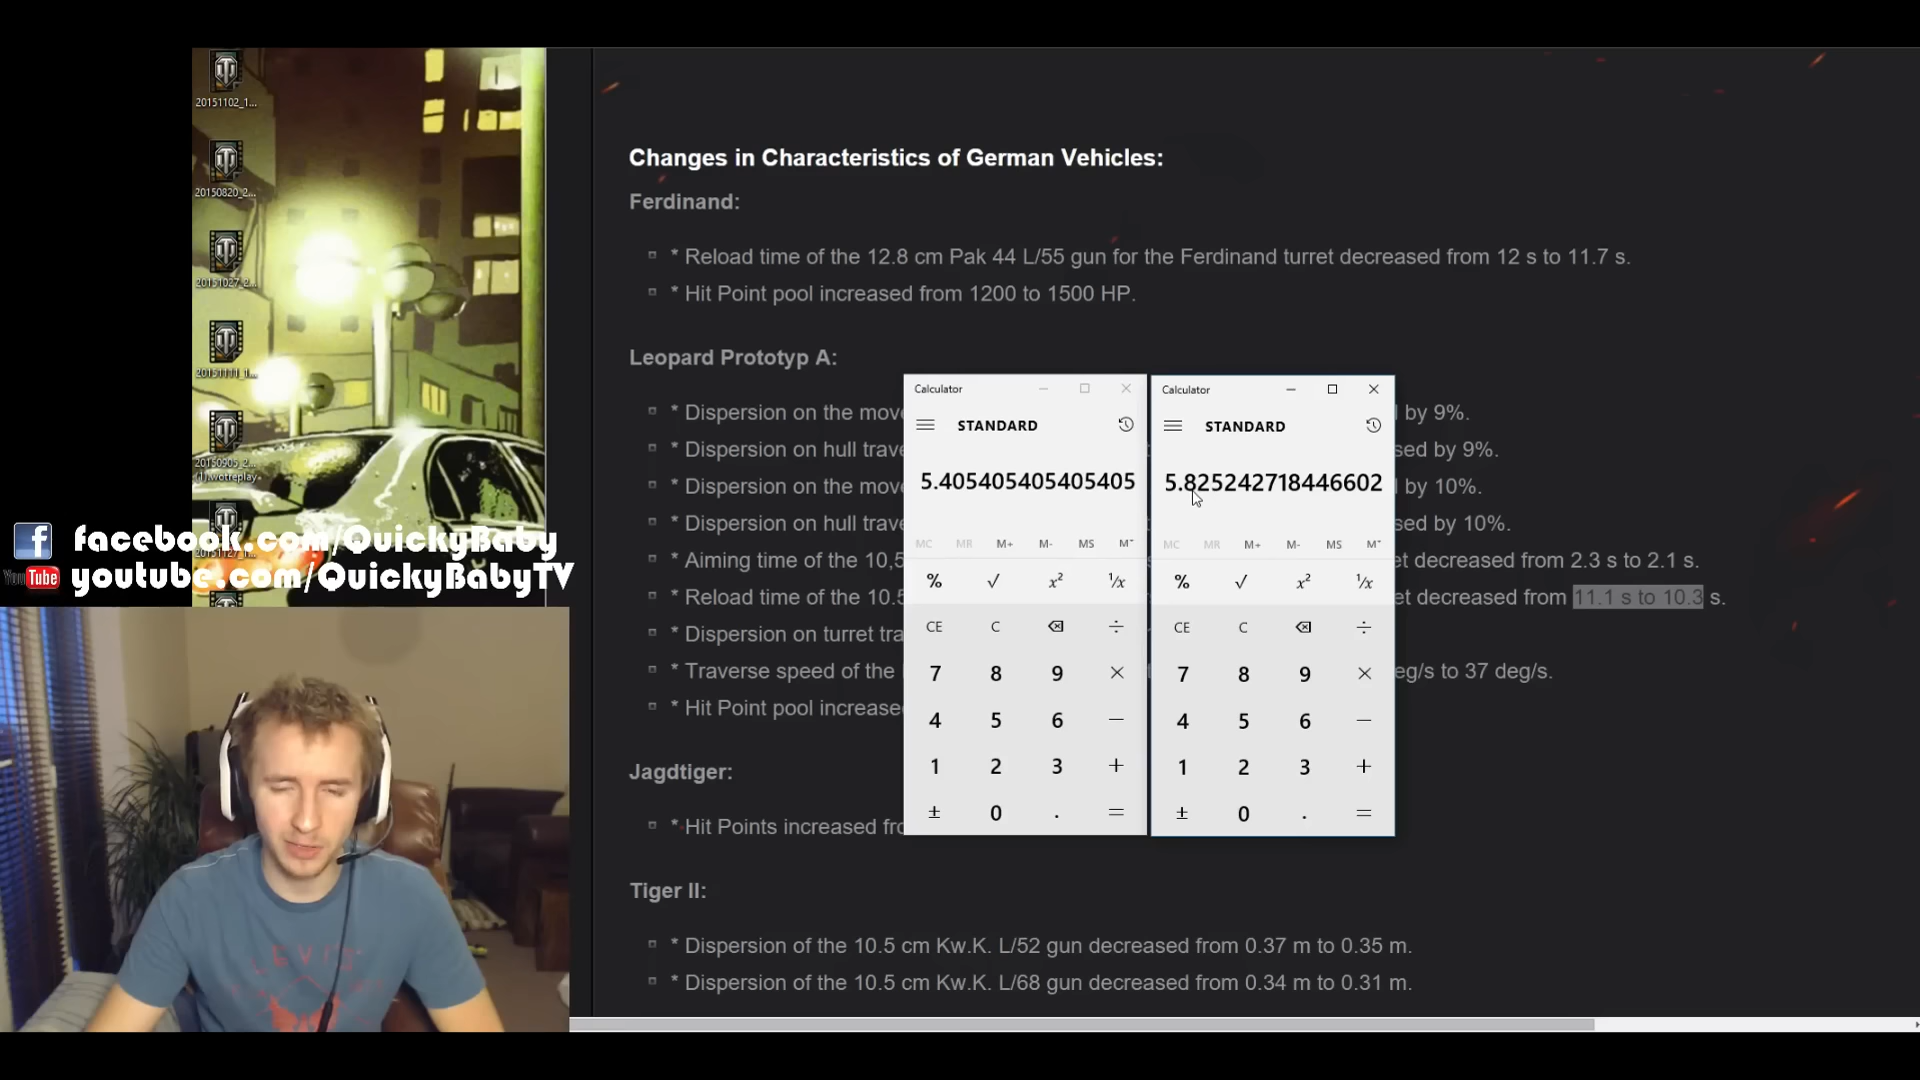 20151102_1...
20150820_2...
20151027_2...
20151111_1...
20150905_2...
(1).wotreplay
20151127_1...
facebook.com/QuickyBaby
YouTube youtube.com/QuickyBabyTV
Changes in Characteristics of German Vehicles:
Ferdinand:
* Reload time of the 12.8 cm Pak 44 L/55 gun for the Ferdinand turret decreased from 12 s to 11.7 s.
* Hit Point pool increased from 1200 to 1500 HP.
Leopard Prototyp A:
* Dispersion on the move by 9%.
* Dispersion on hull trave sed by 9%.
* Dispersion on the move by 10%.
* Dispersion on hull trave sed by 10%.
* Aiming time of the 10,5 et decreased from 2.3 s to 2.1 s.
* Reload time of the 10.5 et decreased from 11.1 s to 10.3 s.
* Dispersion on turret tra
* Traverse speed of the eg/s to 37 deg/s.
* Hit Point pool increase
Jagdtiger:
* Hit Points increased fro
Tiger II:
* Dispersion of the 10.5 cm Kw.K. L/52 gun decreased from 0.37 m to 0.35 m.
* Dispersion of the 10.5 cm Kw.K. L/68 gun decreased from 0.34 m to 0.31 m.
Calculator
STANDARD
5.405405405405405
MC MR M+ M- MS M˅
% √ x² ¹/x
CE C ÷
7 8 9 ×
4 5 6 −
1 2 3 +
± 0 . =
Calculator
STANDARD
5.825242718446602
MC MR M+ M- MS M˅
% √ x² ¹/x
CE C ÷
7 8 9 ×
4 5 6 −
1 2 3 +
± 0 . =